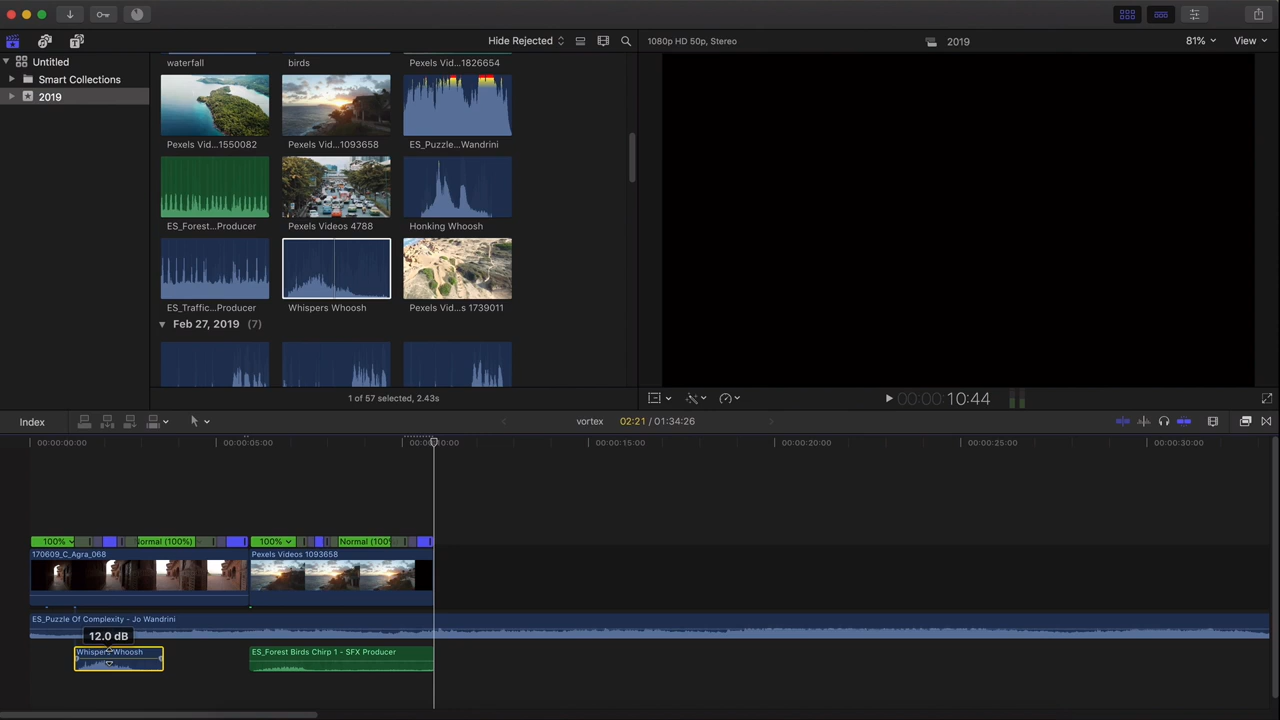 Hide Rejected
1080p HD 50p, Stereo
2019
81%
View
Untitled
Smart Collections
2019
waterfall
birds
Pexels Vid...1826654
Pexels Vid...1550082
Pexels Vid...1093658
ES_Puzzle...Wandrini
ES_Forest...Producer
Pexels Videos 4788
Honking Whoosh
ES_Traffic...Producer
Whispers Whoosh
Pexels Vid...s 1739011
Feb 27, 2019 (7)
1 of 57 selected, 2.43s
00:00:00:10:44
Index
vortex
02:21 / 01:34:26
00:00:00:00
00:00:05:00
00:00:10:00
00:00:15:00
00:00:20:00
00:00:25:00
00:00:30:00
100%
ormal (100%)
100%
Normal (100%
170609_C_Agra_068
Pexels Videos 1093658
ES_Puzzle Of Complexity - Jo Wandrini
12.0 dB
Whispers Whoosh
ES_Forest Birds Chirp 1 - SFX Producer